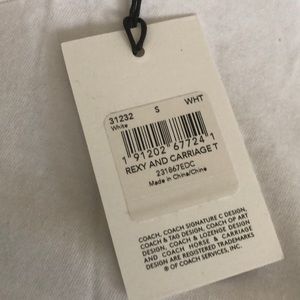 31232 S WHT
White
1 91202 67724 1
REXY AND CARRIAGE T
231867EDC
Made in China/Chine
COACH, COACH SIGNATURE C DESIGN,
COACH & TAG DESIGN, COACH OP ART
DESIGN, COACH & LOZENGE DESIGN
AND COACH HORSE & CARRIAGE
DESIGN ARE REGISTERED TRADEMARKS
® OF COACH SERVICES, INC.